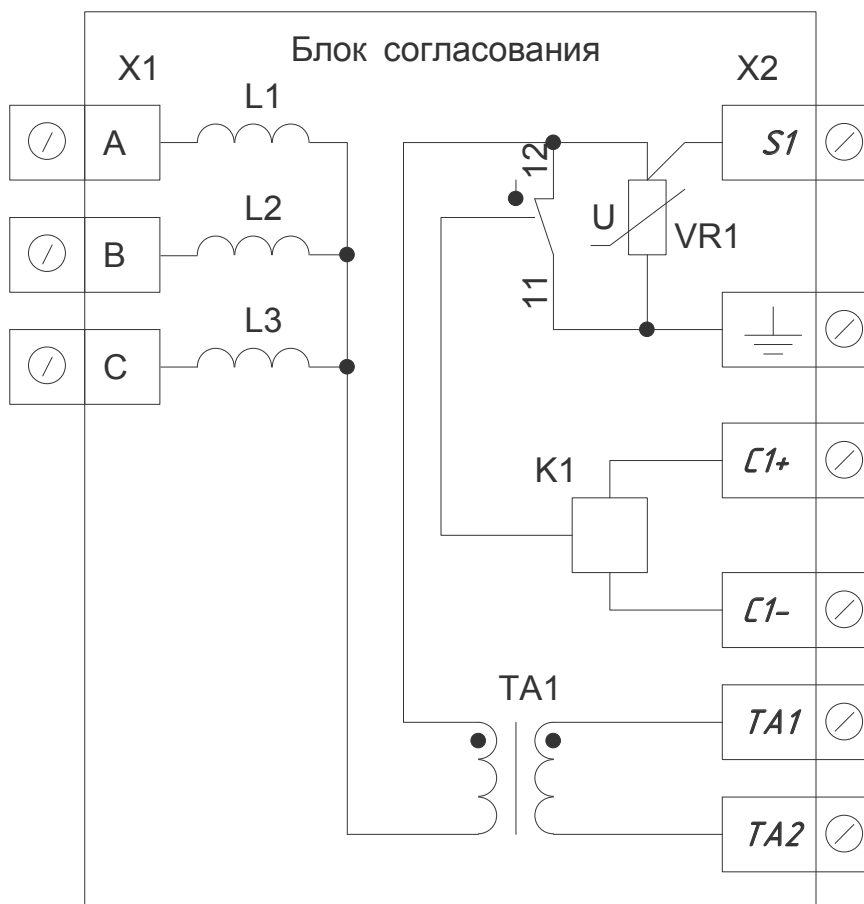 Блок согласования
X1
X2
L1
A
S1
12
L2
U
VR1
B
11
L3
C
C1+
K1
C1-
TA1
TA1
TA2